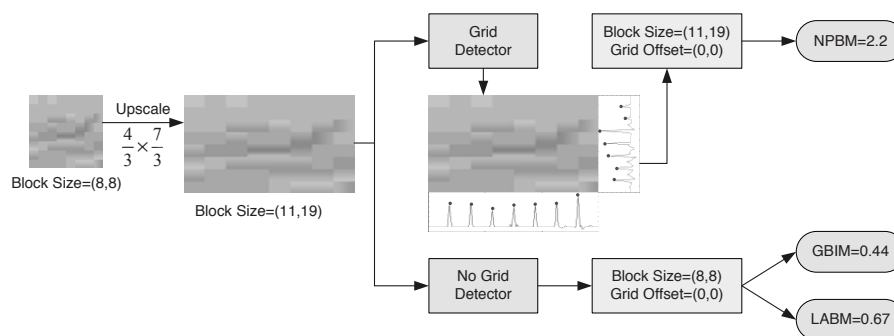 Grid
Detector
Block Size=(11,19)
Grid Offset=(0,0)
NPBM=2.2
Upscale
4/3 × 7/3
Block Size=(8,8)
Block Size=(11,19)
No Grid
Detector
Block Size=(8,8)
Grid Offset=(0,0)
GBIM=0.44
LABM=0.67